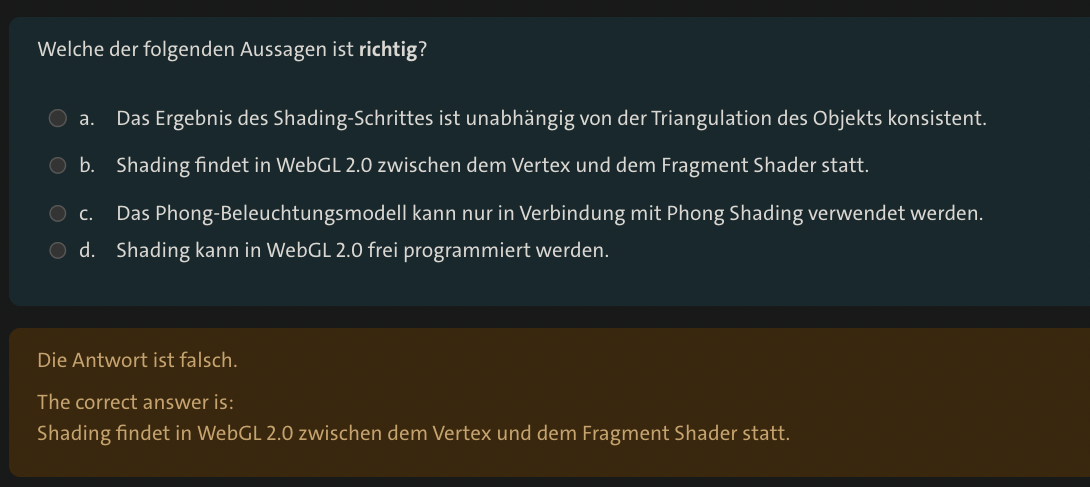 Welche der folgenden Aussagen ist richtig?
a. Das Ergebnis des Shading-Schrittes ist unabhängig von der Triangulation des Objekts konsistent.
b. Shading findet in WebGL 2.0 zwischen dem Vertex und dem Fragment Shader statt.
c. Das Phong-Beleuchtungsmodell kann nur in Verbindung mit Phong Shading verwendet werden.
d. Shading kann in WebGL 2.0 frei programmiert werden.
Die Antwort ist falsch.
The correct answer is:
Shading findet in WebGL 2.0 zwischen dem Vertex und dem Fragment Shader statt.